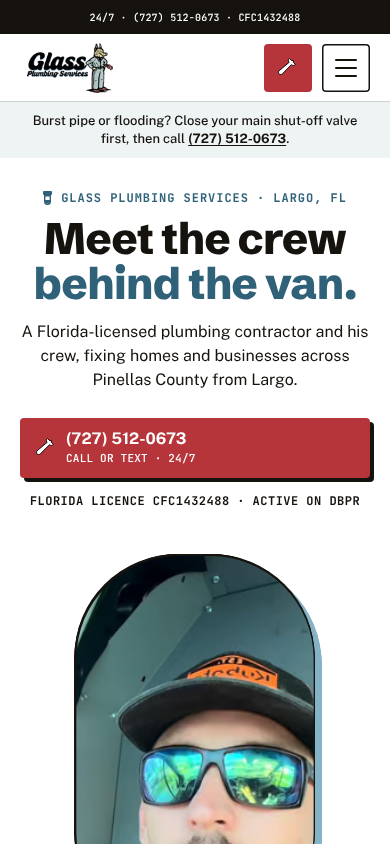 24/7 · (727) 512-0673 · CFC1432488
Glass
Plumbing Services
Burst pipe or flooding? Close your main shut-off valve
first, then call (727) 512-0673.
GLASS PLUMBING SERVICES · LARGO, FL
Meet the crew
behind the van.
A Florida-licensed plumbing contractor and his
crew, fixing homes and businesses across
Pinellas County from Largo.
(727) 512-0673
CALL OR TEXT · 24/7
FLORIDA LICENCE CFC1432488 · ACTIVE ON DBPR